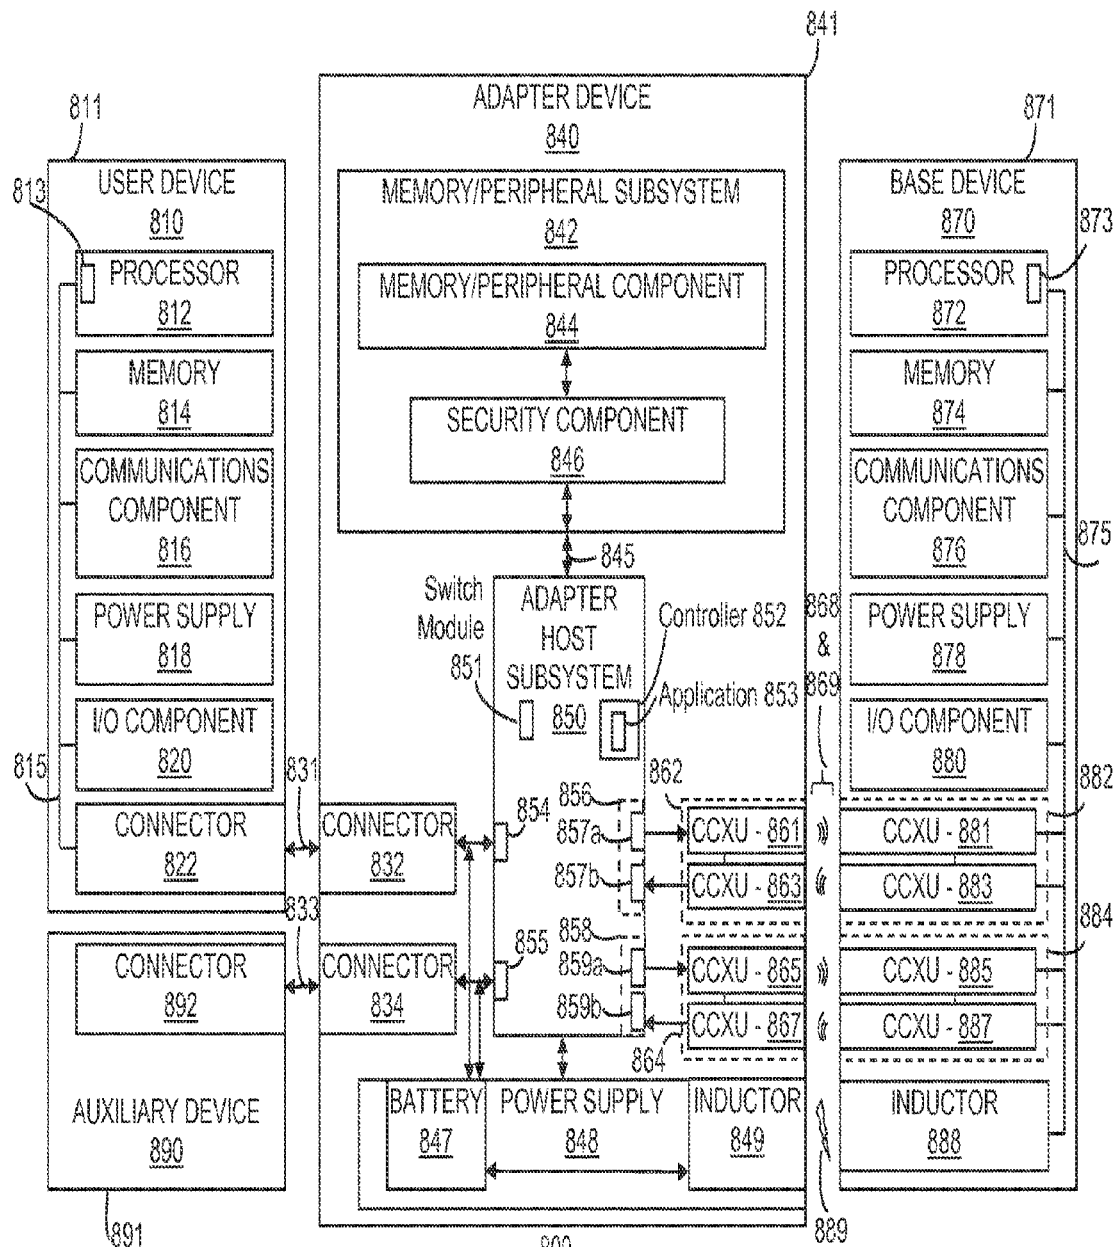 841
ADAPTER DEVICE
840
811
871
USER DEVICE
810
813
PROCESSOR
812
MEMORY
814
COMMUNICATIONS
COMPONENT
816
POWER SUPPLY
818
I/O COMPONENT
820
815
CONNECTOR
822
831
833
CONNECTOR
892
AUXILIARY DEVICE
890
891
MEMORY/PERIPHERAL SUBSYSTEM
842
MEMORY/PERIPHERAL COMPONENT
844
SECURITY COMPONENT
846
845
Switch
Module
851
ADAPTER
HOST
SUBSYSTEM
850
Controller 852
Application 853
CONNECTOR
832
854
CONNECTOR
834
855
856
857a
857b
858
859a
859b
862
CCXU - 861
CCXU - 863
CCXU - 865
CCXU - 867
864
BATTERY
847
POWER SUPPLY
848
INDUCTOR
849
868
&
869
889
BASE DEVICE
870
873
PROCESSOR
872
MEMORY
874
COMMUNICATIONS
COMPONENT
876
875
POWER SUPPLY
878
I/O COMPONENT
880
882
CCXU - 881
CCXU - 883
884
CCXU - 885
CCXU - 887
INDUCTOR
888